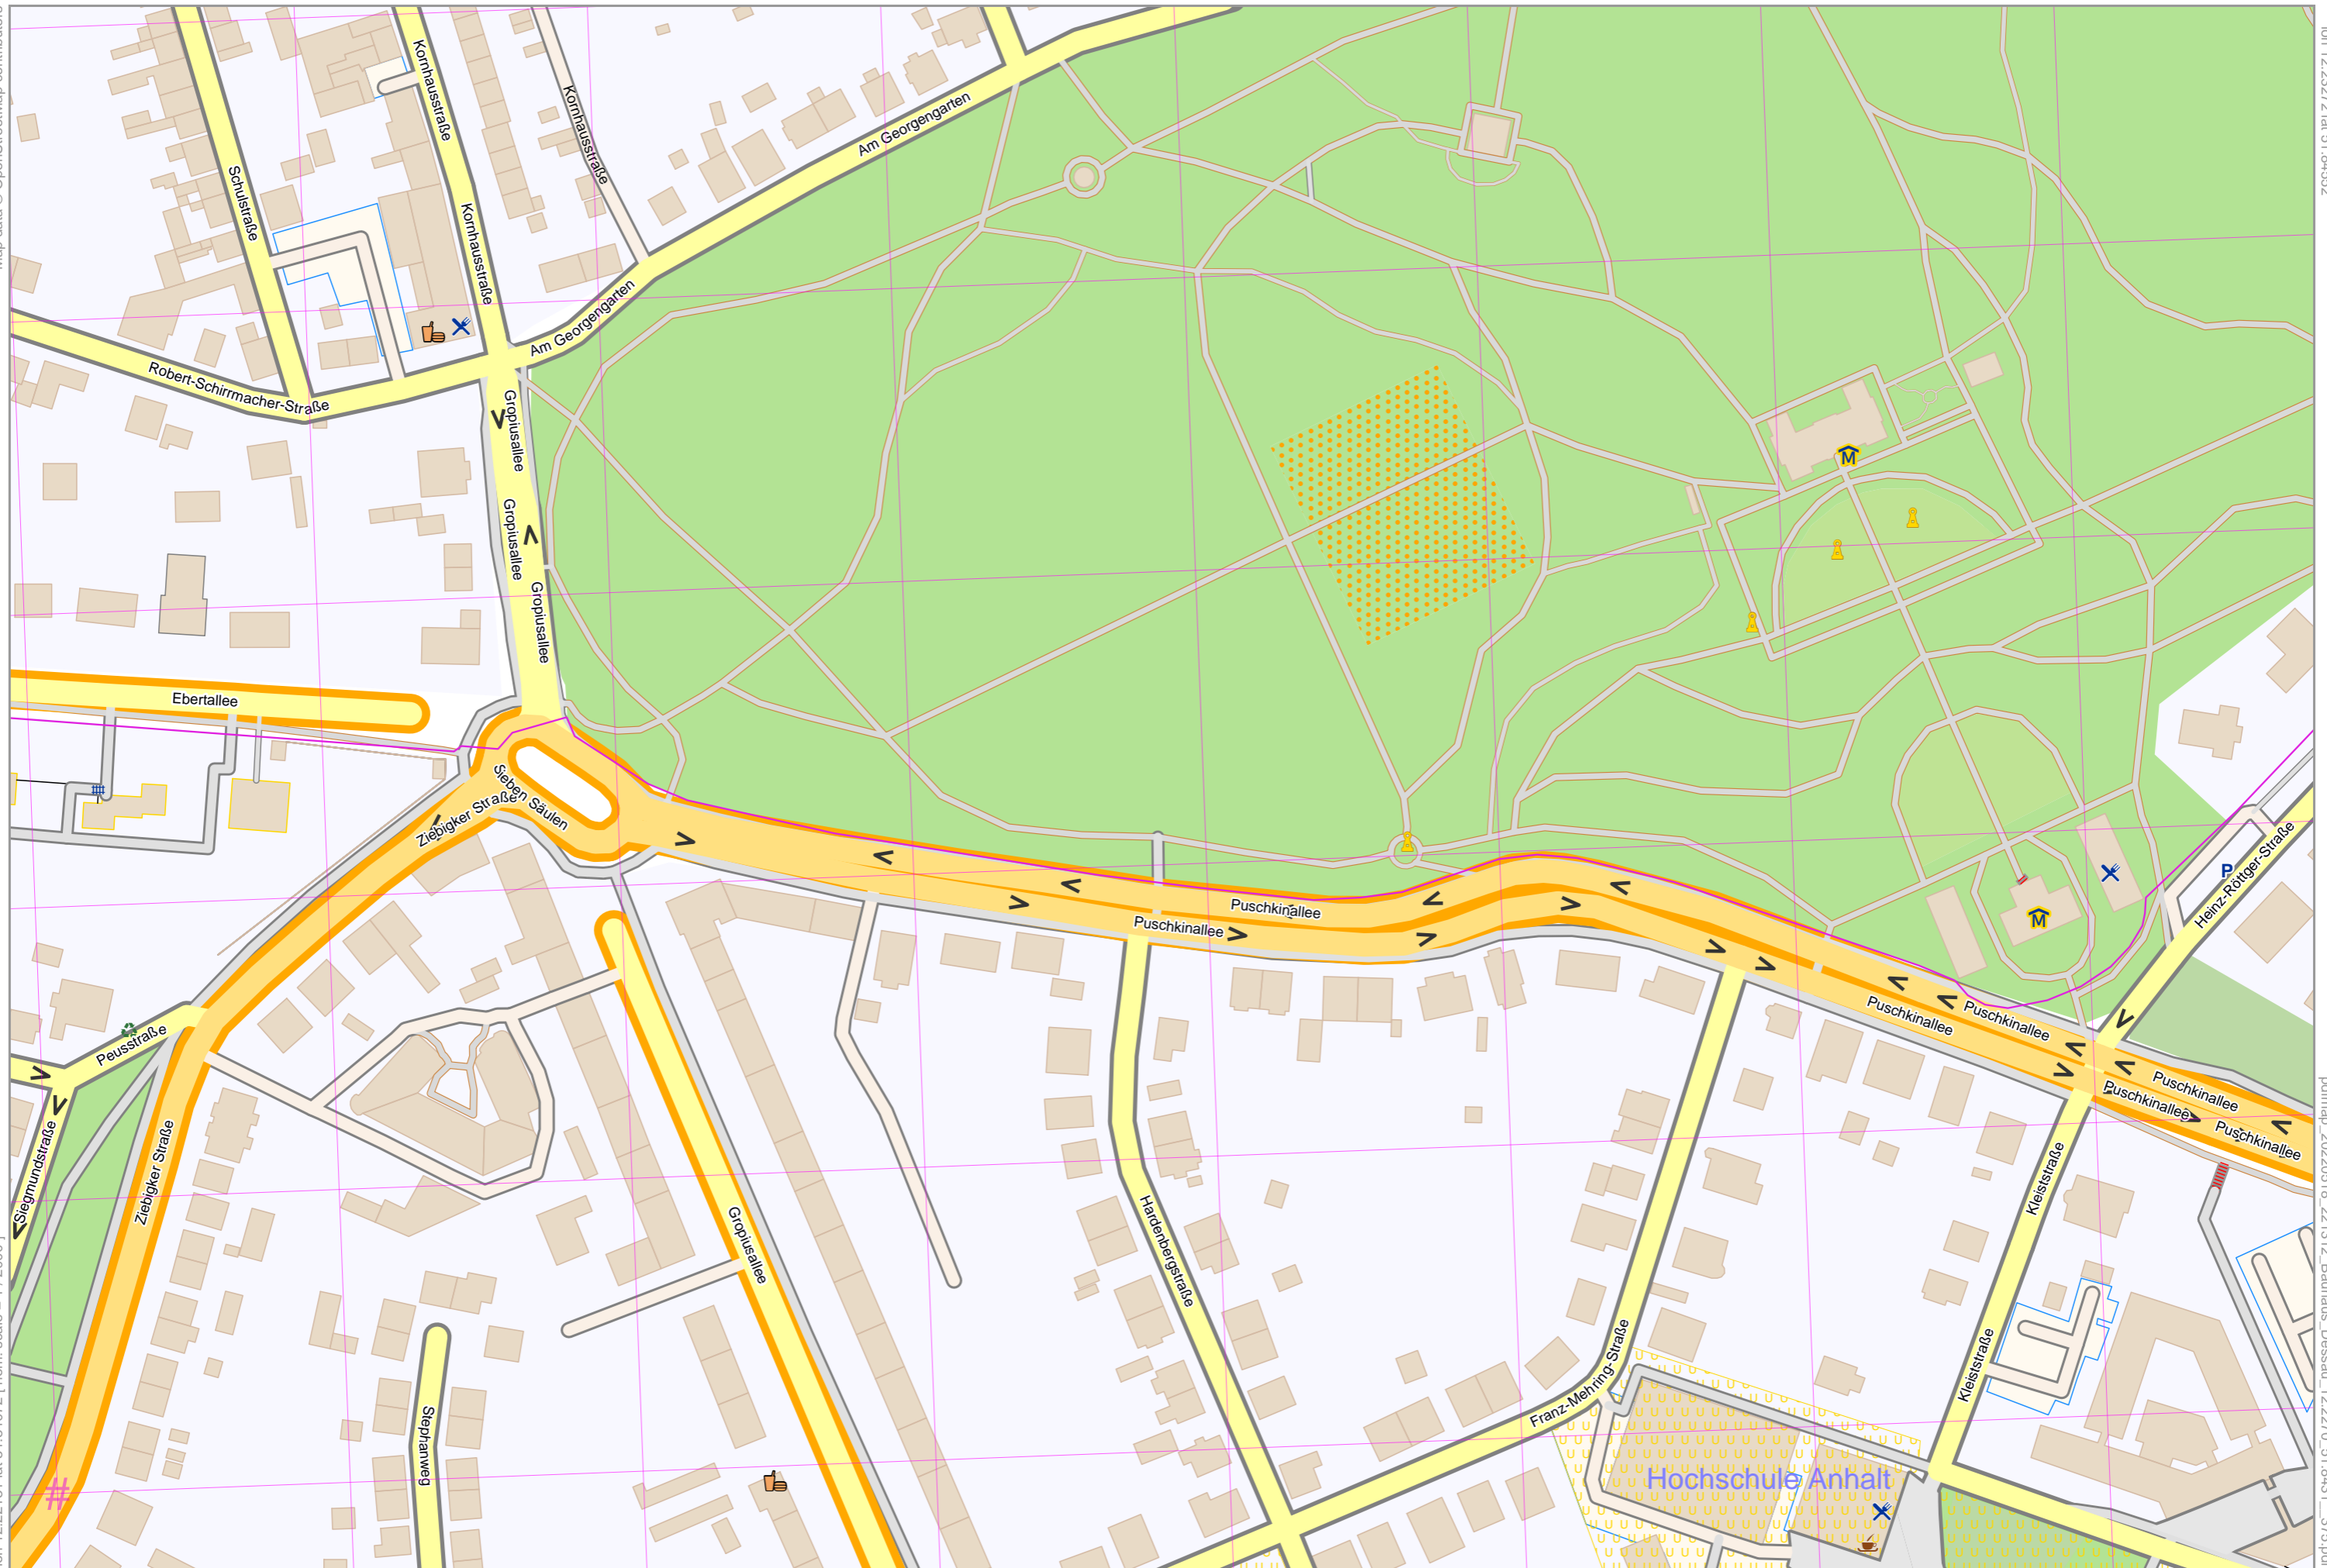 Kornhausstraße
Kornhausstraße
Am Georgengarten
Schulstraße
Kornhausstraße
Am Georgengarten
Robert-Schirrmacher-Straße
Gropiusallee
Gropiusallee
Gropiusallee
Ebertallee
Sieben Säulen
Ziebigker Straße
Puschkinallee
Puschkinallee
P
Heinz-Röttger-Straße
Peusstraße
Puschkinallee
Puschkinallee
Puschkinallee
Puschkinallee
Puschkinallee
Siegmundstraße
Ziebigker Straße
Kleiststraße
Gropiusallee
Hardenbergstraße
Franz-Mehring-Straße
Kleiststraße
Stephanweg
#
Hochschule Anhalt